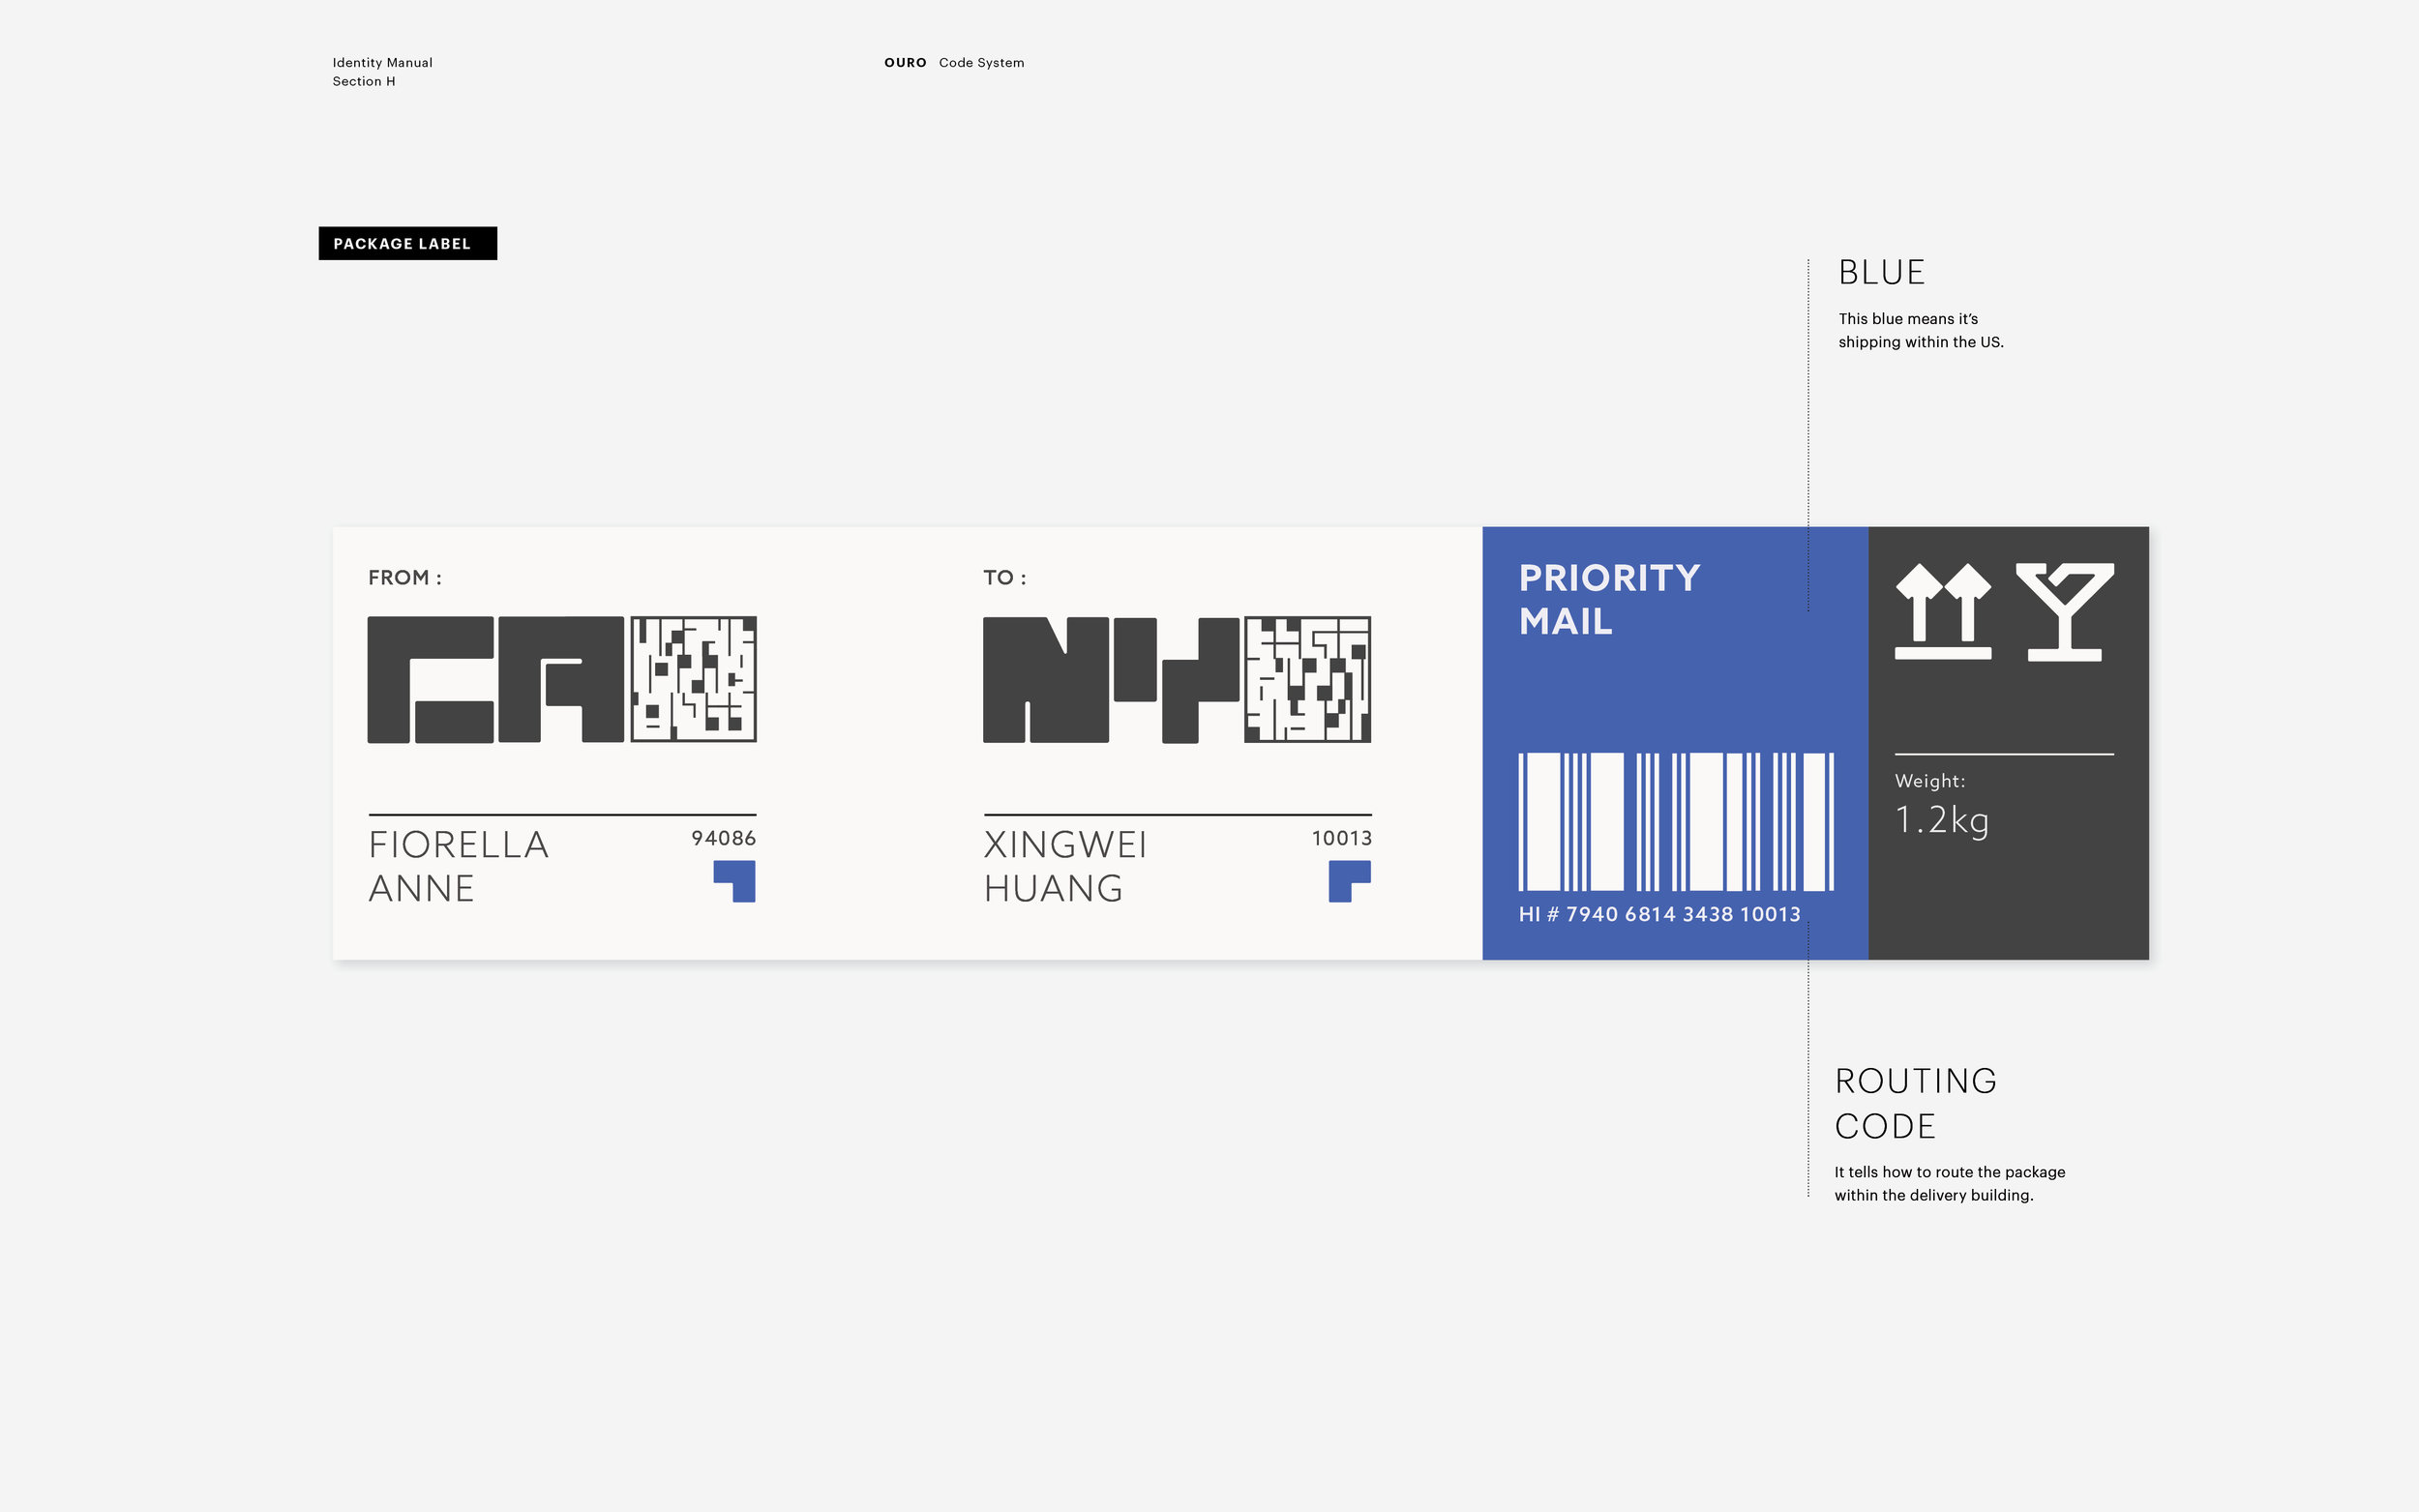 Identity Manual
Section H
OURO Code System
PACKAGE LABEL
BLUE
This blue means it’s
shipping within the US.
FROM :
CA
FIORELLA
ANNE
94086
TO :
NY
XINGWEI
HUANG
10013
PRIORITY
MAIL
HI # 7940 6814 3438 10013
Weight:
1.2kg
ROUTING
CODE
It tells how to route the package
within the delivery building.